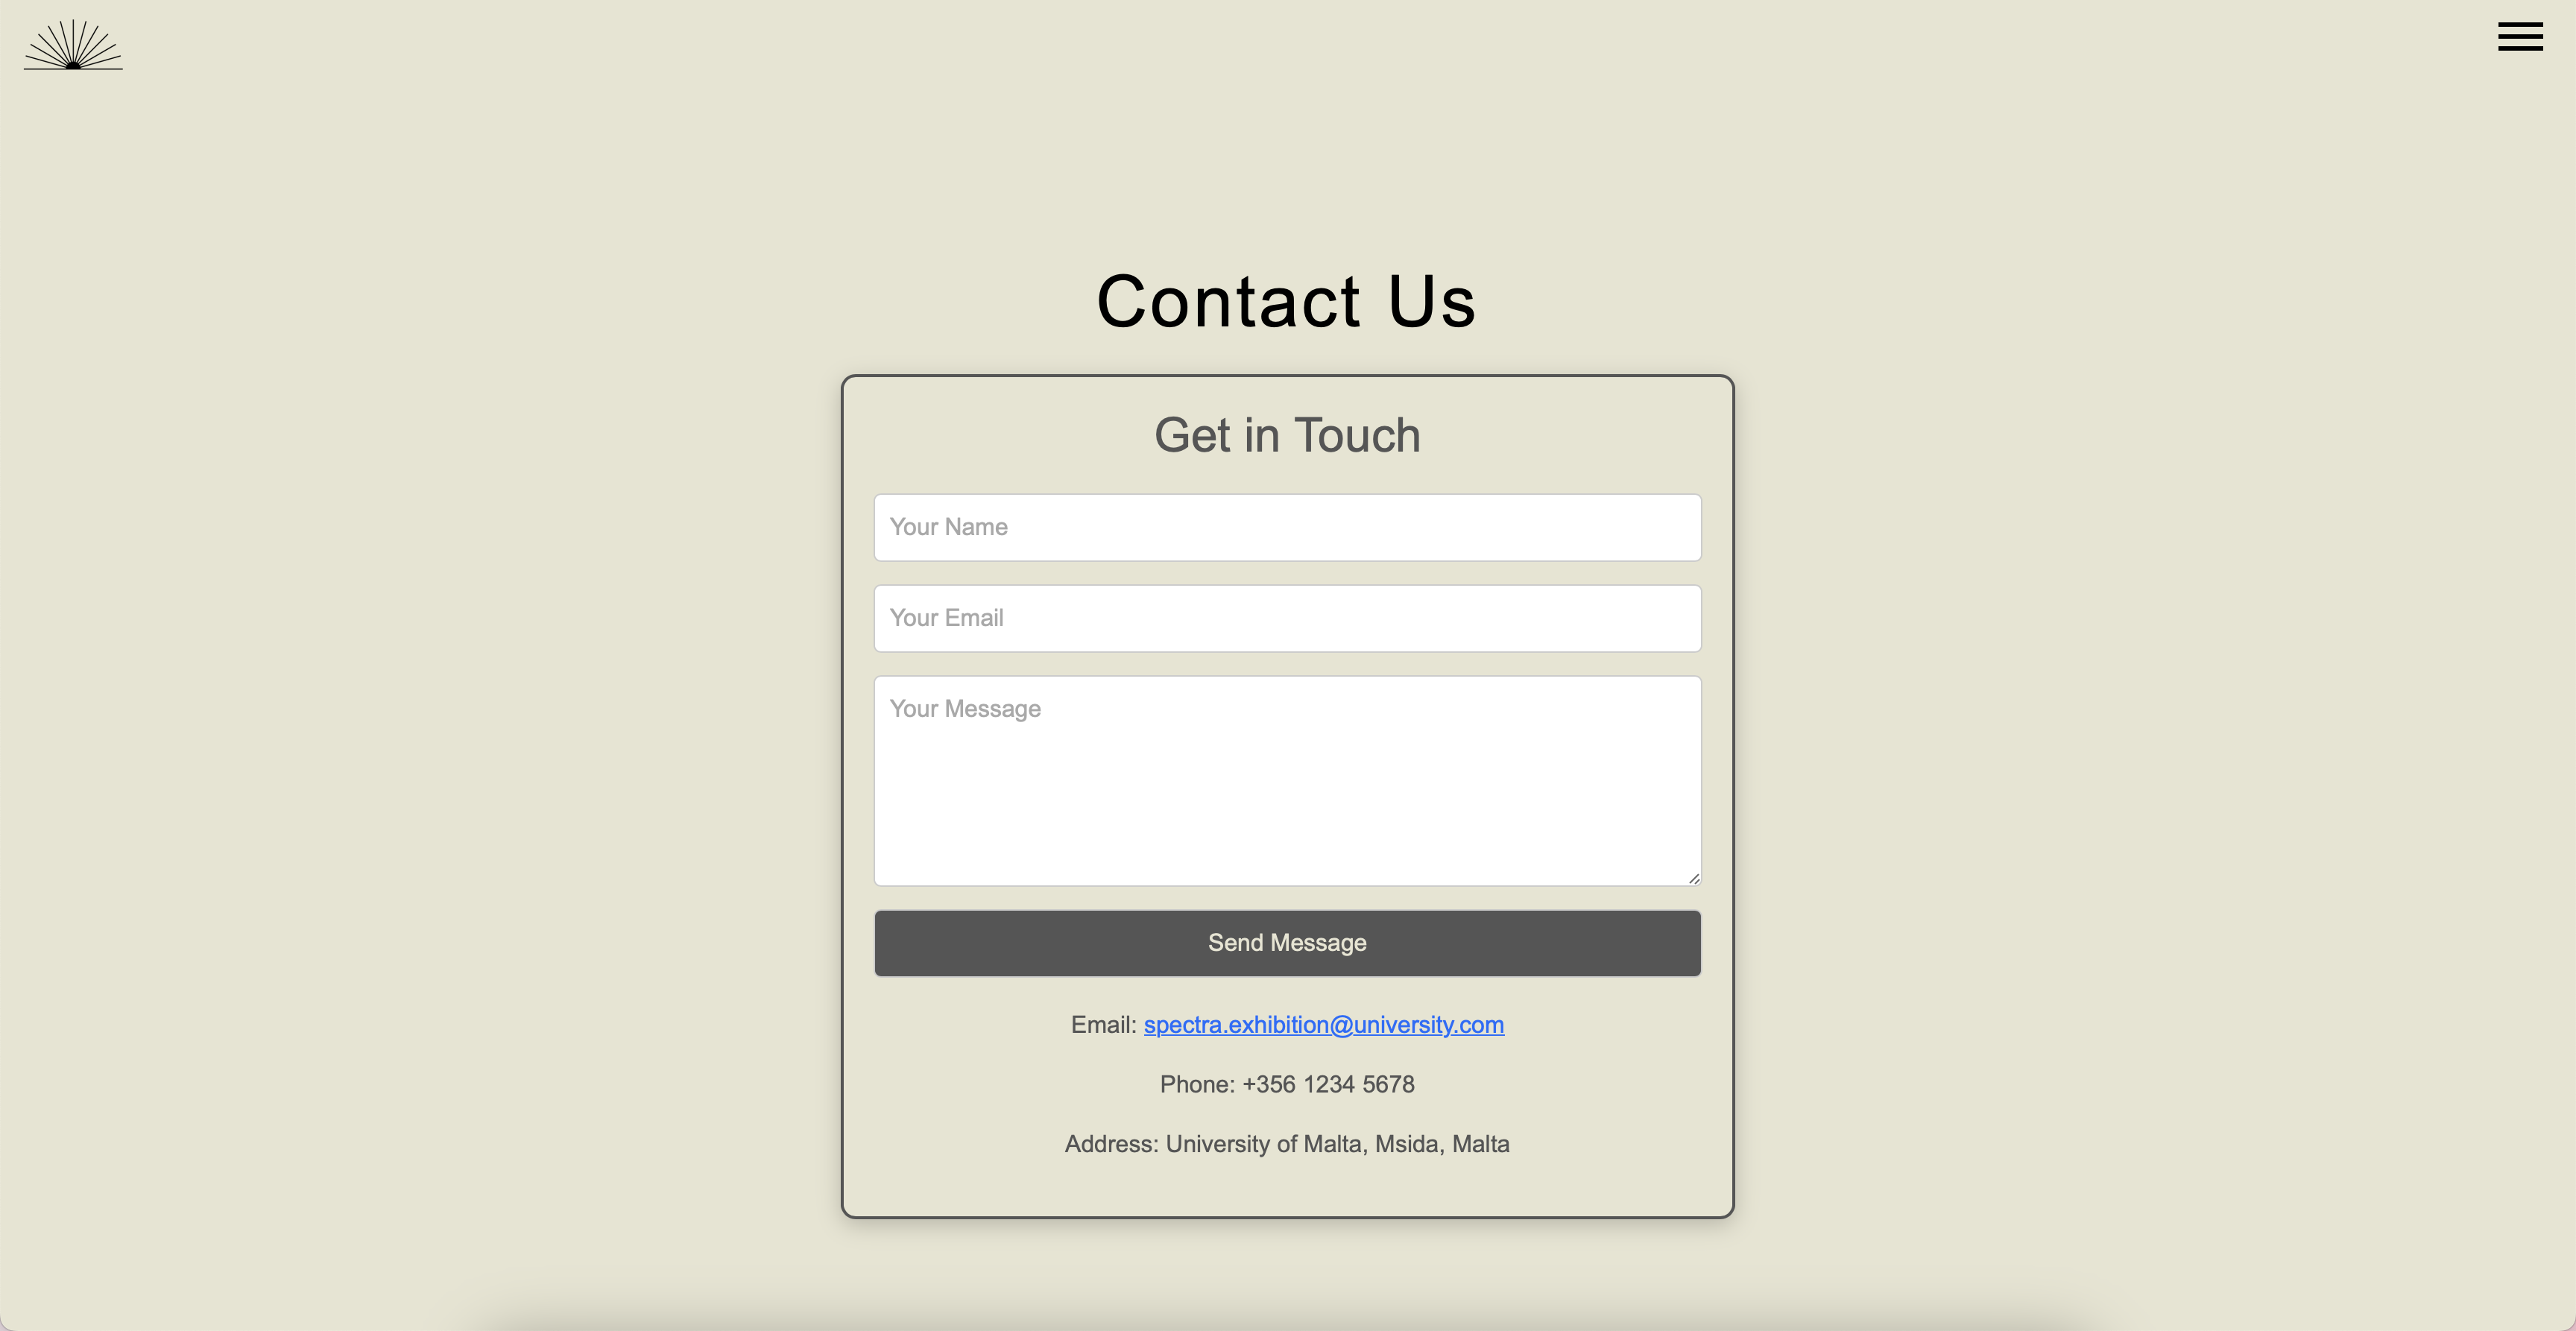 Contact Us
Get in Touch
Your Name
Your Email
Your Message
Send Message
Email: spectra.exhibition@university.com
Phone: +356 1234 5678
Address: University of Malta, Msida, Malta